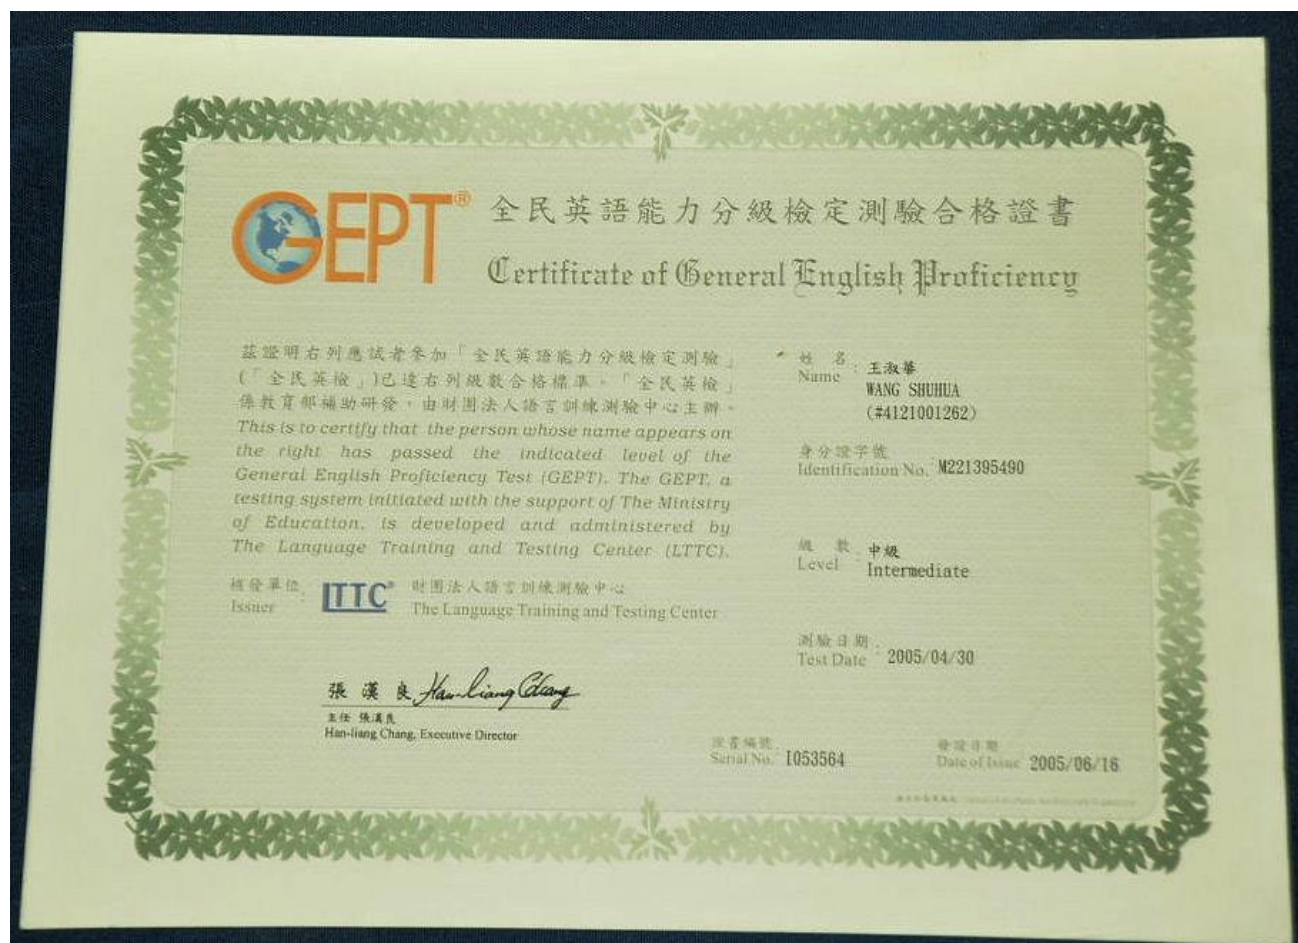 GEPT®
全民英語能力分級檢定測驗合格證書
Certificate of General English Proficiency
茲證明右列應試者參加「全民英語能力分級檢定測驗」
(「全民英檢」)已達右列級數合格標準。「全民英檢」
係教育部補助研發，由財團法人語言訓練測驗中心主辦。
This is to certify that the person whose name appears on
the right has passed the indicated level of the
General English Proficiency Test (GEPT). The GEPT, a
testing system initiated with the support of The Ministry
of Education, is developed and administered by
The Language Training and Testing Center (LTTC).
核發單位
Issuer :
LTTC®
財團法人語言訓練測驗中心
The Language Training and Testing Center
張漢良 Han-liang Chang
主任 張漢良
Han-liang Chang, Executive Director
姓 名
Name :
王淑華
WANG SHUHUA
(#4121001262)
身分證字號
Identification No. : M221395490
級 數
Level :
中級
Intermediate
測驗日期
Test Date : 2005/04/30
證書編號
Serial No. : I053564
發證日期
Date of Issue : 2005/06/16